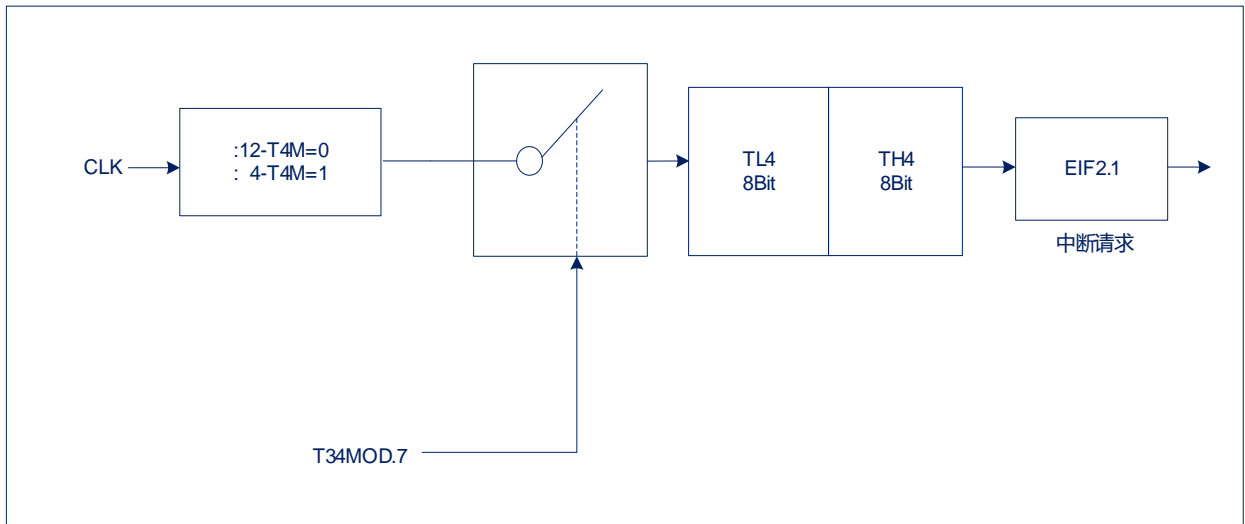 CLK
:12-T4M=0
: 4-T4M=1
TL4
8Bit
TH4
8Bit
EIF2.1
中断请求
T34MOD.7